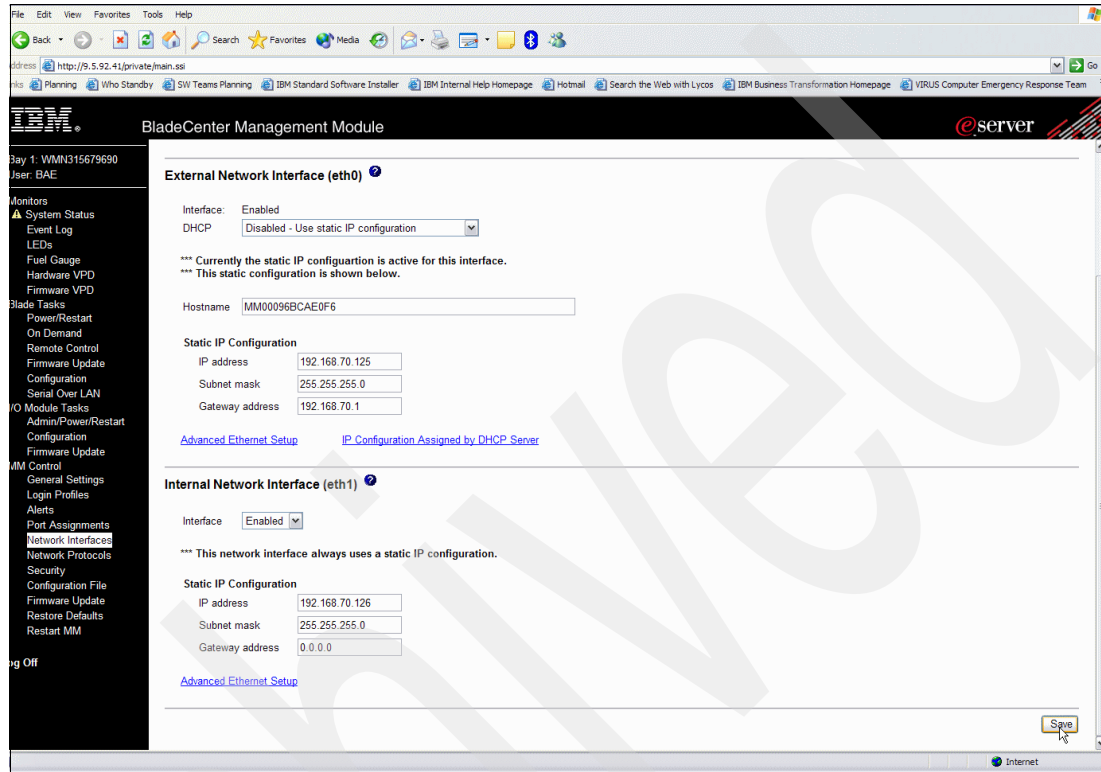 File Edit View Favorites Tools Help
Back Search Favorites Media
ddress http://9.5.92.41/private/main.ssi Go
nks Planning Who Standby SW Teams Planning IBM Standard Software Installer IBM Internal Help Homepage Hotmail Search the Web with Lycos IBM Business Transformation Homepage VIRUS Computer Emergency Response Team
IBM. BladeCenter Management Module @server
Bay 1: WMN315679690
User: BAE
Monitors
System Status
Event Log
LEDs
Fuel Gauge
Hardware VPD
Firmware VPD
Blade Tasks
Power/Restart
On Demand
Remote Control
Firmware Update
Configuration
Serial Over LAN
I/O Module Tasks
Admin/Power/Restart
Configuration
Firmware Update
MM Control
General Settings
Login Profiles
Alerts
Port Assignments
Network Interfaces
Network Protocols
Security
Configuration File
Firmware Update
Restore Defaults
Restart MM
og Off
External Network Interface (eth0) ?
Interface: Enabled
DHCP Disabled - Use static IP configuration
*** Currently the static IP configuartion is active for this interface.
*** This static configuration is shown below.
Hostname MM00096BCAE0F6
Static IP Configuration
IP address 192.168.70.125
Subnet mask 255.255.255.0
Gateway address 192.168.70.1
Advanced Ethernet Setup IP Configuration Assigned by DHCP Server
Internal Network Interface (eth1) ?
Interface Enabled
*** This network interface always uses a static IP configuration.
Static IP Configuration
IP address 192.168.70.126
Subnet mask 255.255.255.0
Gateway address 0.0.0.0
Advanced Ethernet Setup
Save
Internet